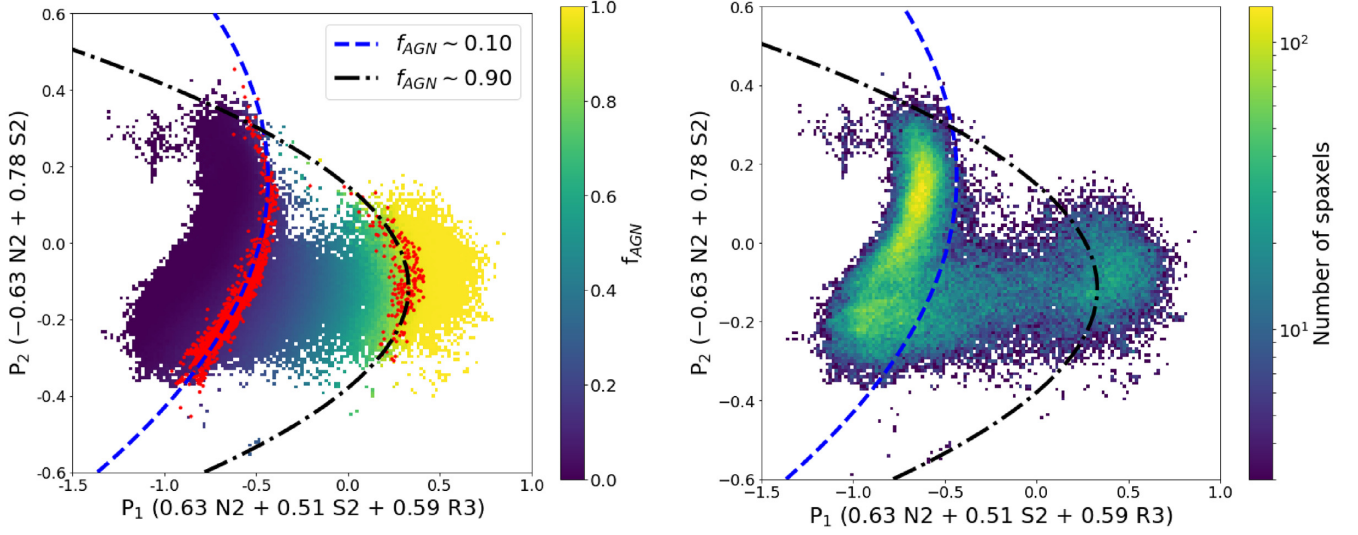 f_AGN ~ 0.10
f_AGN ~ 0.90
P₂ (−0.63 N2 + 0.78 S2)
0.6
0.4
0.2
0.0
-0.2
-0.4
-0.6
-1.5 -1.0 -0.5 0.0 0.5 1.0
P₁ (0.63 N2 + 0.51 S2 + 0.59 R3)
1.0
0.8
0.6
0.4
0.2
0.0
f_AGN
P₂ (−0.63 N2 + 0.78 S2)
0.6
0.4
0.2
0.0
-0.2
-0.4
-0.6
−1.5 −1.0 −0.5 0.0 0.5 1.0
P₁ (0.63 N2 + 0.51 S2 + 0.59 R3)
10²
10¹
Number of spaxels